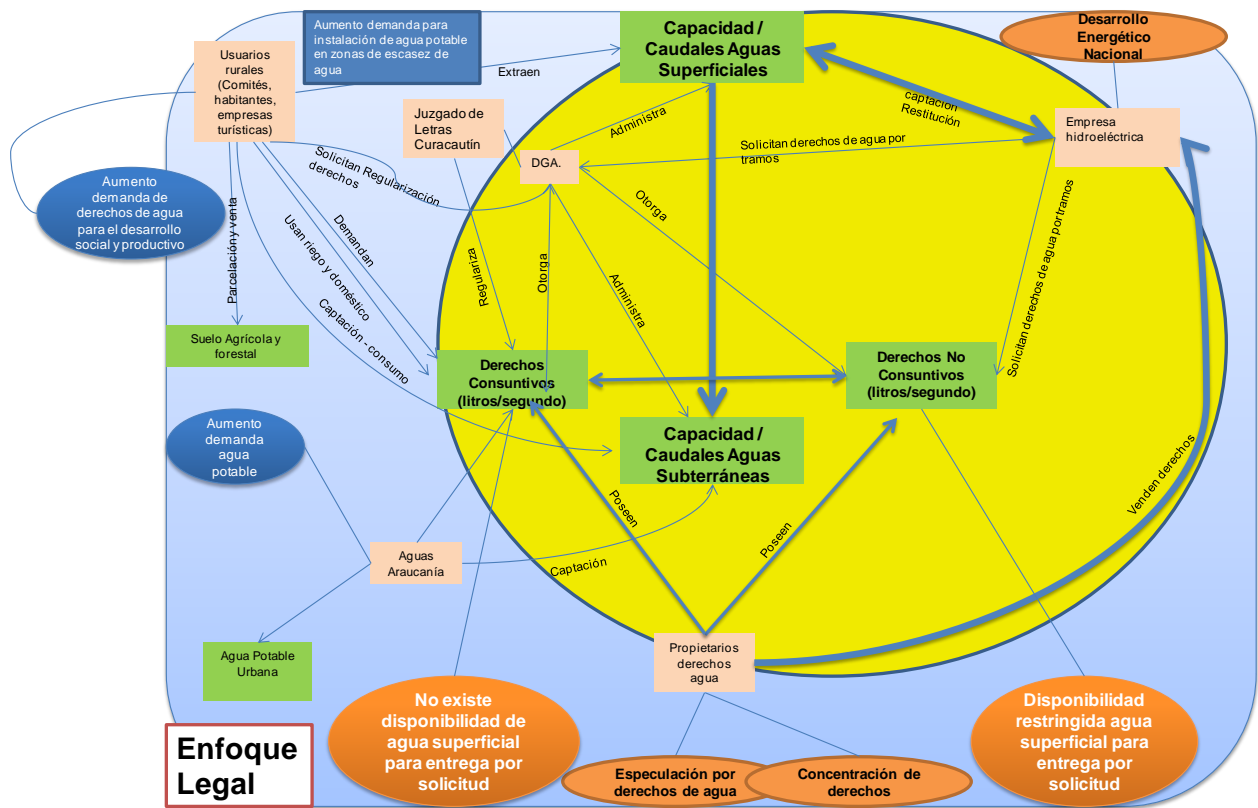 Aumento demanda para
instalación de agua potable
en zonas de escasez de
agua
Capacidad /
Caudales Aguas
Superficiales
Desarrollo
Energético
Nacional
Usuarios
rurales
(Comités,
habitantes,
empresas
turísticas)
Extraen
Juzgado de
Letras
Curacautín
Administra
captación
Restitución
Empresa
hidroeléctrica
Solicitan derechos de agua por
tramos
DGA.
Solicitan Regularización
derechos
Aumento
demanda de
derechos de agua
para el desarrollo
social y productivo
Parcelación y venta
Usan riego y doméstico
Demandan
Captación - consumo
Regulariza
Otorga
Administra
Otorga
Solicitan derechos de agua por tramos
Suelo Agrícola y
forestal
Derechos
Consuntivos
(litros/segundo)
Derechos No
Consuntivos
(litros/segundo)
Aumento
demanda
agua
potable
Capacidad /
Caudales Aguas
Subterráneas
Poseen
Poseen
Venden derechos
Aguas
Araucanía
Captación
Agua Potable
Urbana
Propietarios
derechos
agua
No existe
disponibilidad de
agua superficial
para entrega por
solicitud
Disponibilidad
restringida agua
superficial para
entrega por
solicitud
Enfoque
Legal
Especulación por
derechos de agua
Concentración de
derechos